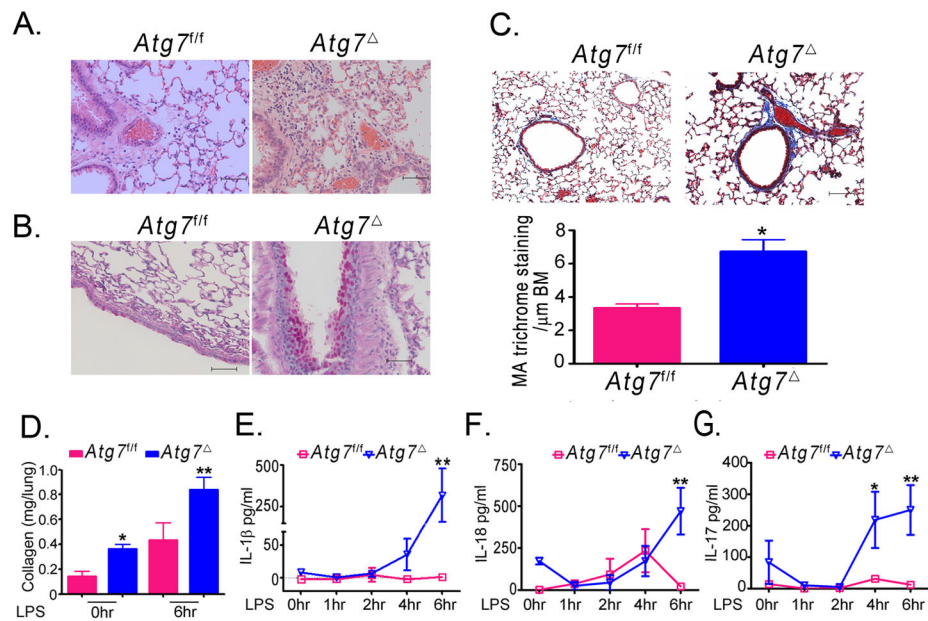 A.
Atg7f/f
Atg7△
B.
Atg7f/f
Atg7△
C.
Atg7f/f
Atg7△
MA trichrome staining
/μm BM
8
6
4
2
0
*
Atg7f/f
Atg7△
D.
Atg7f/f
Atg7△
Collagen (mg/lung)
1.0
0.8
0.6
0.4
0.2
0.0
*
**
LPS
0hr
6hr
E.
Atg7f/f
Atg7△
IL-1β pg/ml
500
250
50
0
**
LPS
0hr 1hr 2hr 4hr 6hr
F.
Atg7f/f
Atg7△
IL-18 pg/ml
750
500
250
0
**
LPS
0hr 1hr 2hr 4hr 6hr
G.
Atg7f/f
Atg7△
IL-17 pg/ml
400
300
200
100
0
*
**
LPS
0hr 1hr 2hr 4hr 6hr